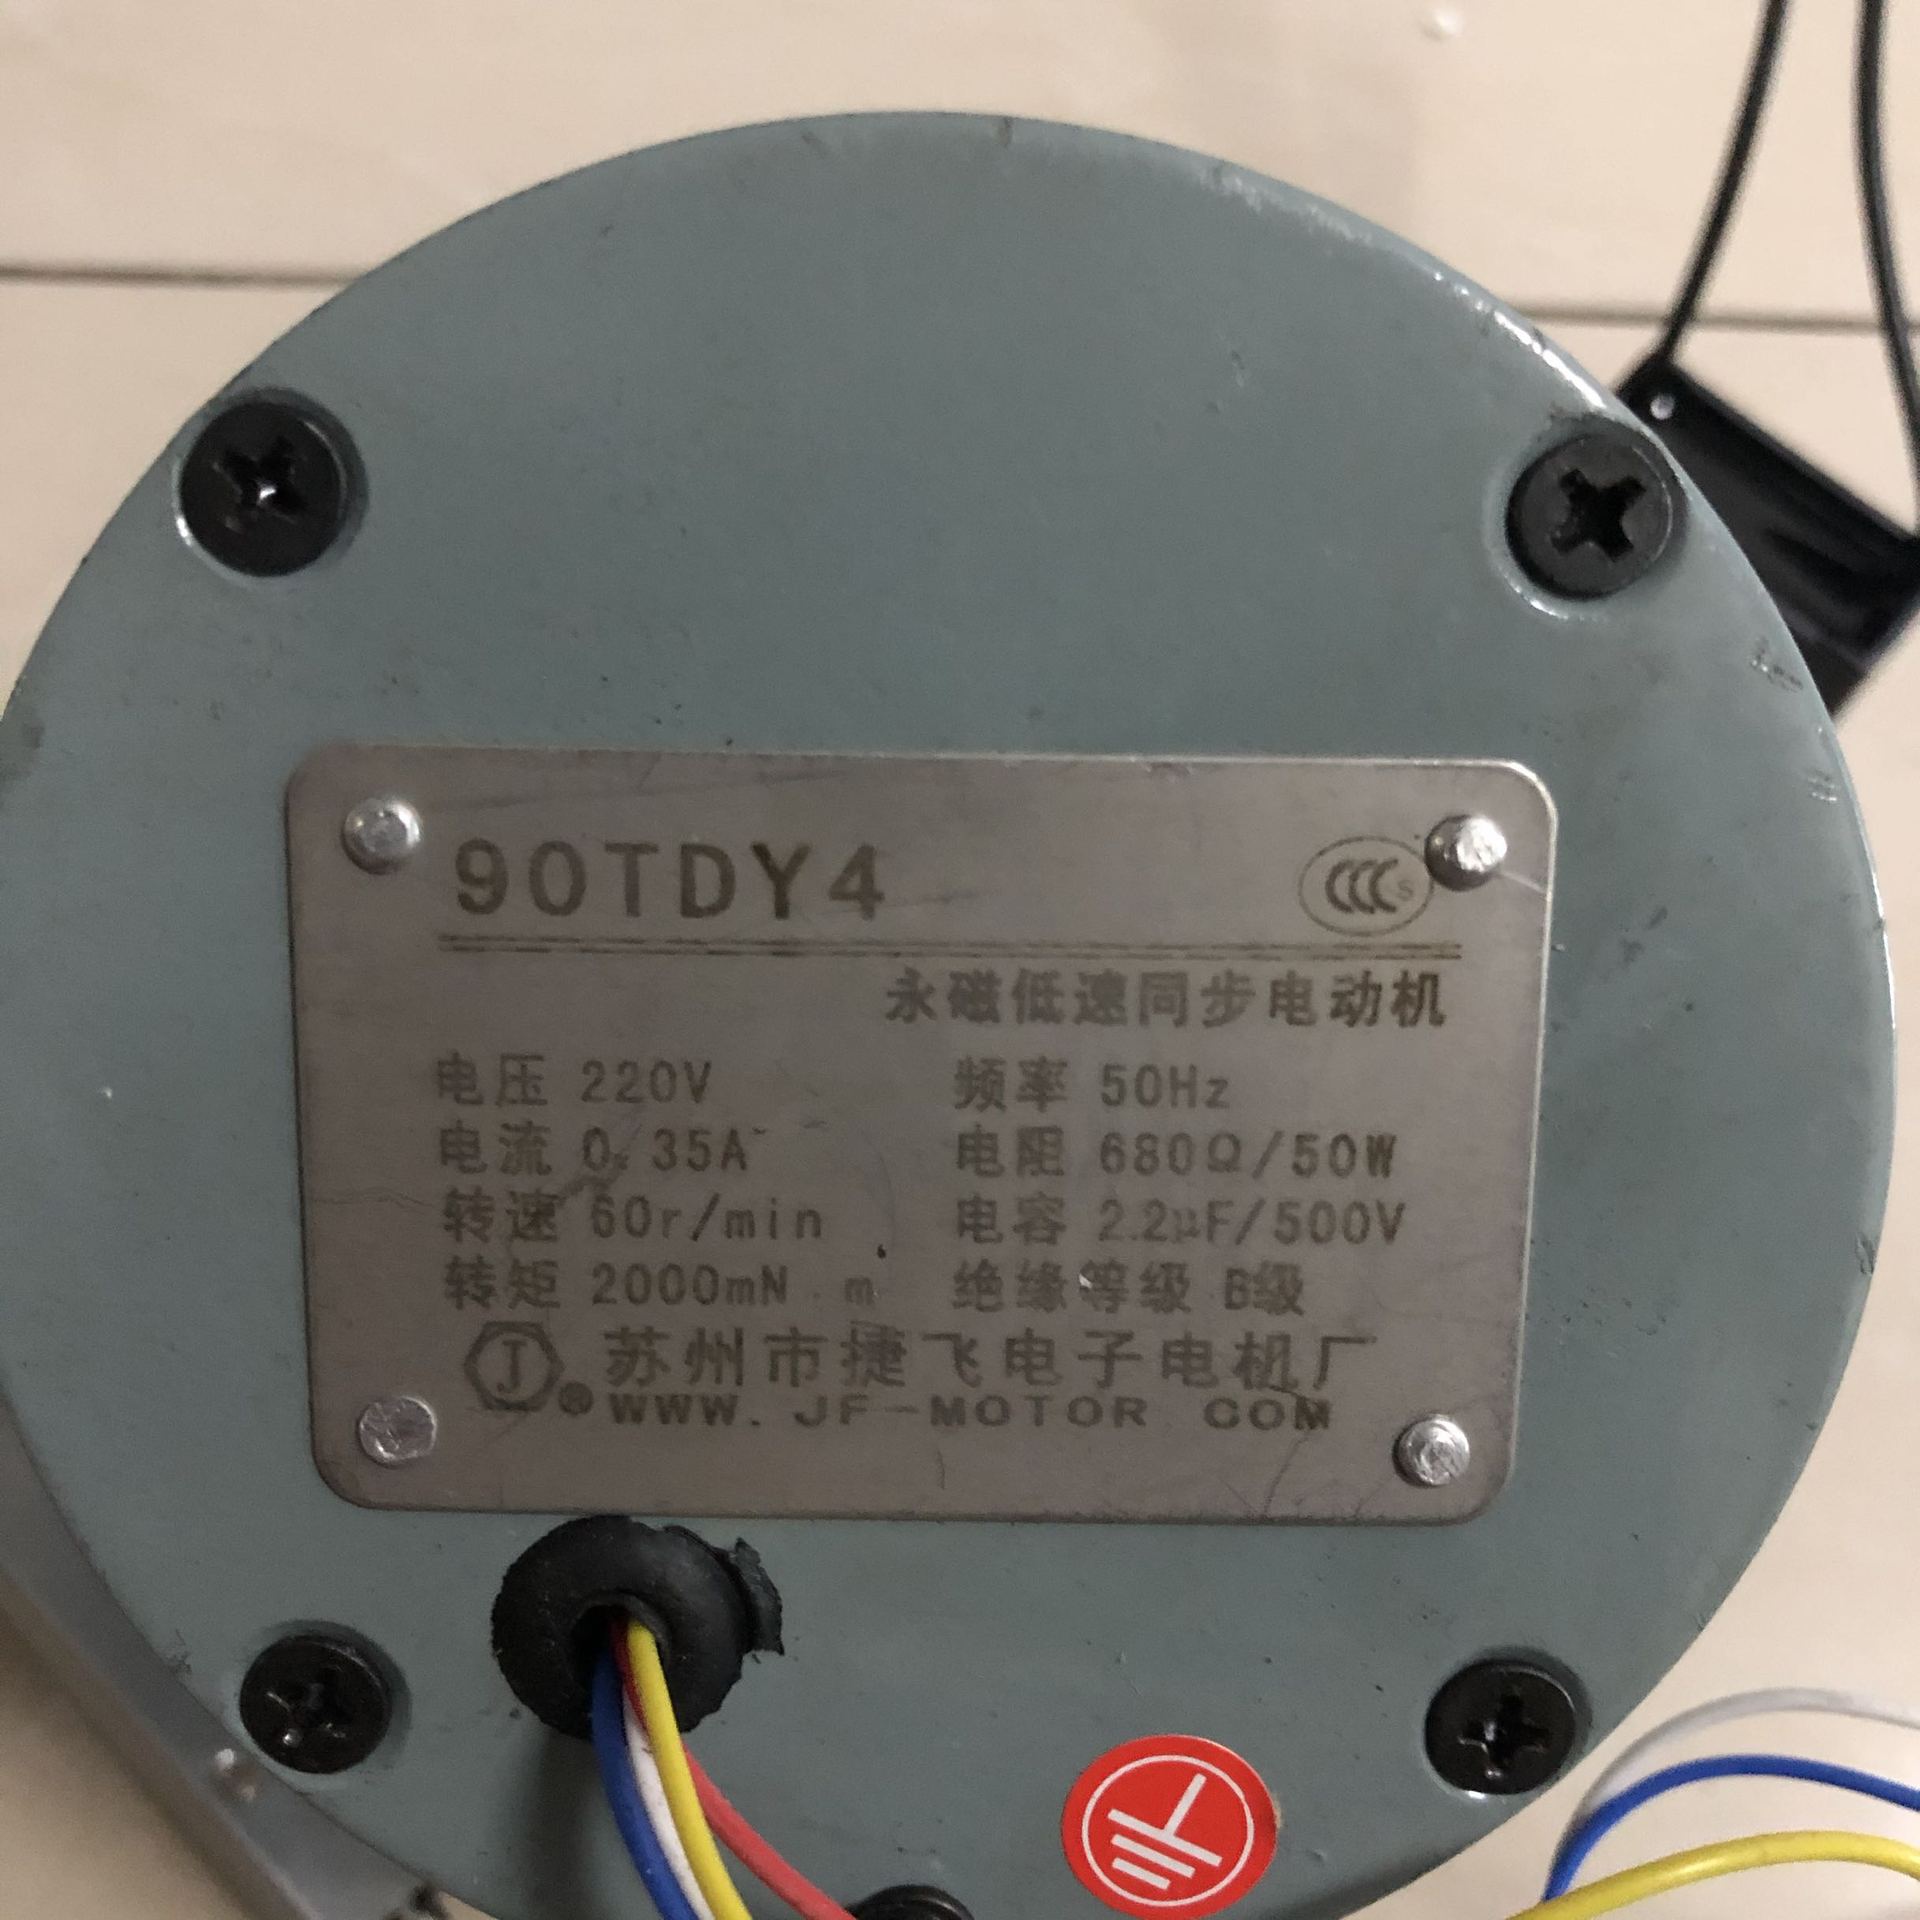 90TDY4
CCC S
永磁低速同步电动机
电压 220V 频率 50Hz
电流 0.35A 电阻 680Ω/50W
转速 60r/min 电容 2.2μF/500V
转矩 2000mN·m 绝缘等级 B级
J® 苏州市捷飞电子电机厂
WWW.JF-MOTOR.COM